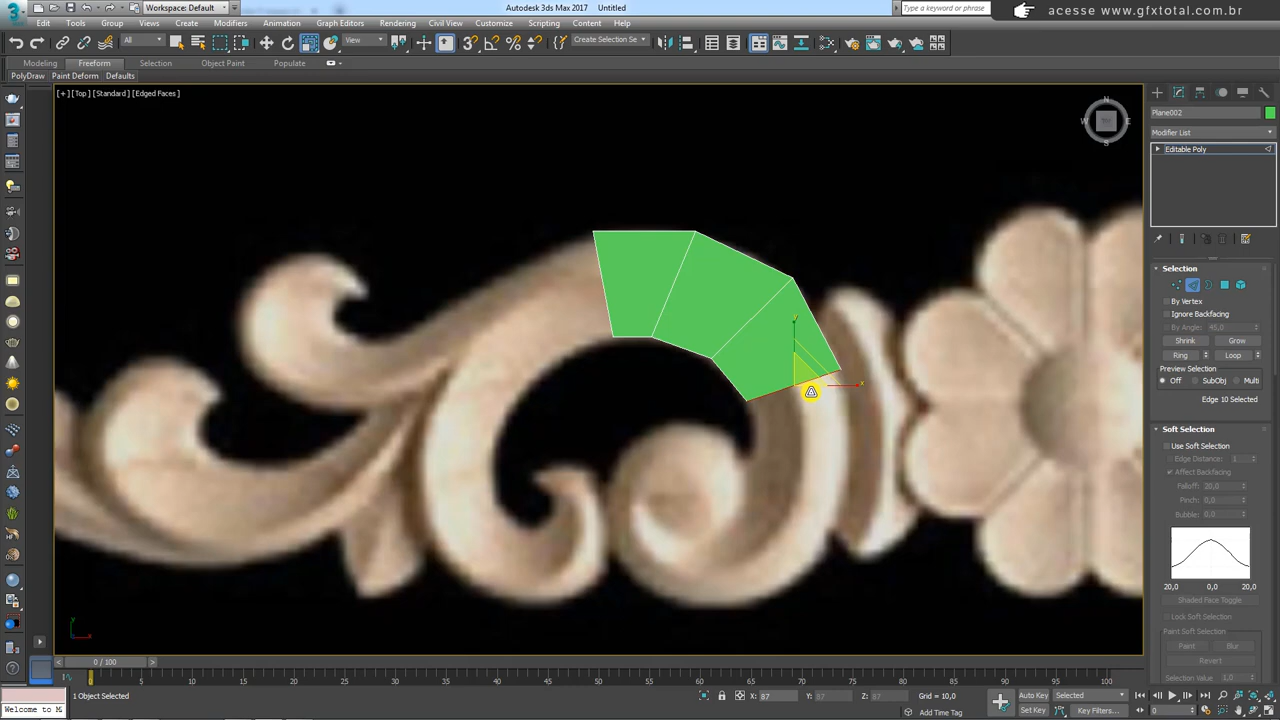 Workspace: Default
Autodesk 3ds Max 2017 Untitled
Type a keyword or phrase
acesse www.gfxtotal.com.br
Edit Tools Group Views Create Modifiers Animation Graph Editors Rendering Civil View Customize Scripting Content Help
All View Create Selection Se
Modeling Freeform Selection Object Paint Populate
PolyDraw Paint Deform Defaults
[+] [Top] [Standard] [Edged Faces]
N
W E
S
Plane002
Modifier List
Editable Poly
Selection
By Vertex
Ignore Backfacing
By Angle: 45,0
Shrink Grow
Ring Loop
Preview Selection
Off SubObj Multi
Edge 10 Selected
Soft Selection
Use Soft Selection
Edge Distance: 1
Affect Backfacing
Falloff: 20,0
Pinch: 0,0
Bubble: 0,0
20,0 0,0 20,0
Shaded Face Toggle
Lock Soft Selection
Paint Soft Selection
Paint Blur
Revert
Selection Value 1,0
y
x
y
x
0 / 100
0 5 10 15 20 25 30 35 40 45 50 55 60 65 70 75 80 85 90 95 100
1 Object Selected
X: 87 Y: 87 Z: 87 Grid = 10,0
Auto Key Selected
Welcome to M
Add Time Tag
Set Key Key Filters... 0